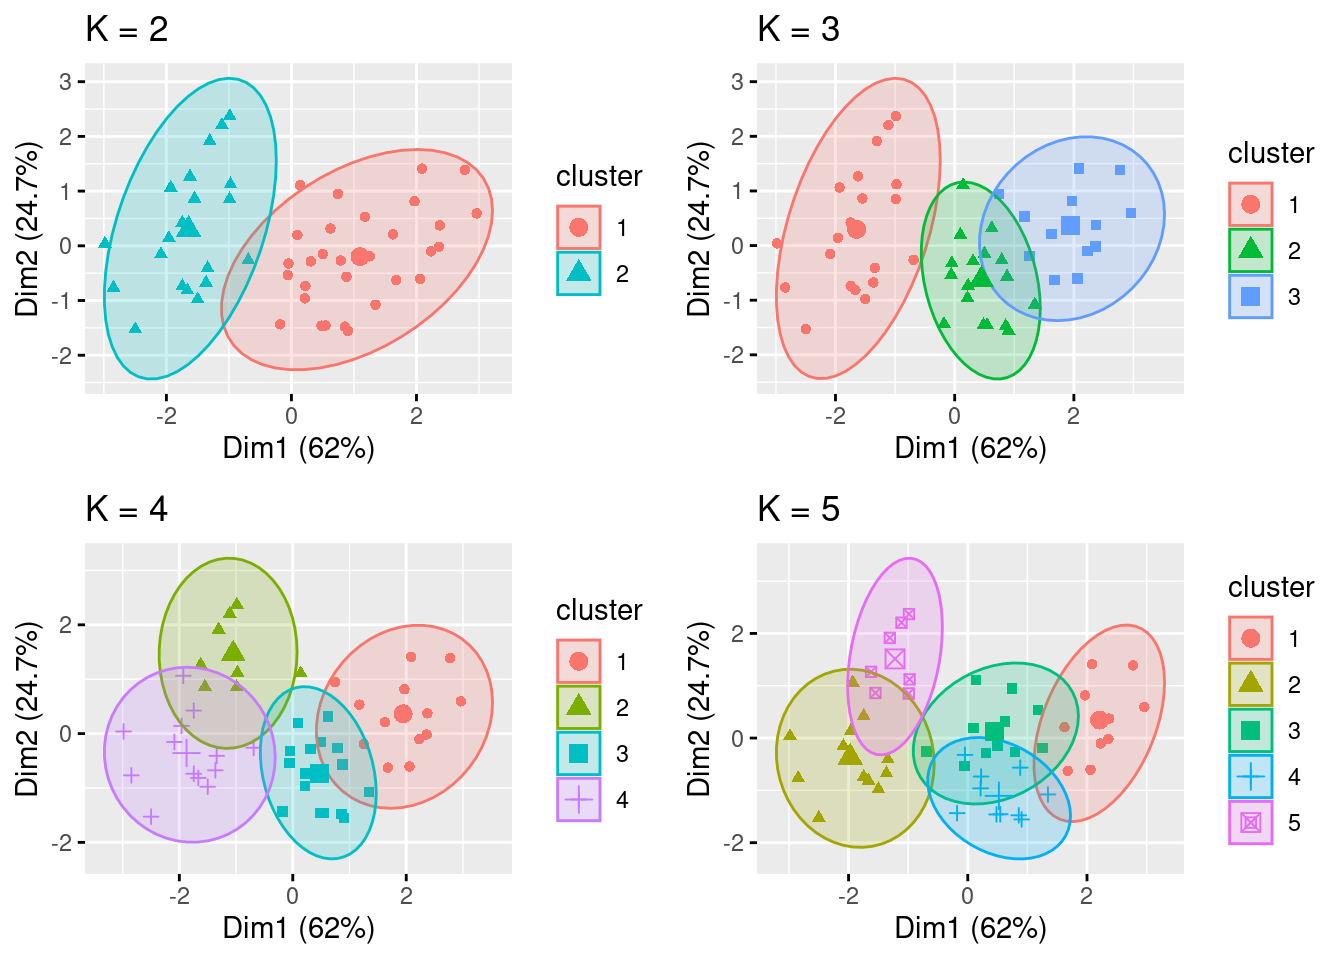 K = 2
3
2
1
0
-1
-2
Dim2 (24.7%)
-2
0
2
Dim1 (62%)
cluster
1
2
K = 3
3
2
1
0
-1
-2
Dim2 (24.7%)
-2
0
2
Dim1 (62%)
cluster
1
2
3
K = 4
2
0
-2
Dim2 (24.7%)
-2
0
2
Dim1 (62%)
cluster
1
2
3
4
K = 5
2
0
-2
Dim2 (24.7%)
-2
0
2
Dim1 (62%)
cluster
1
2
3
4
5